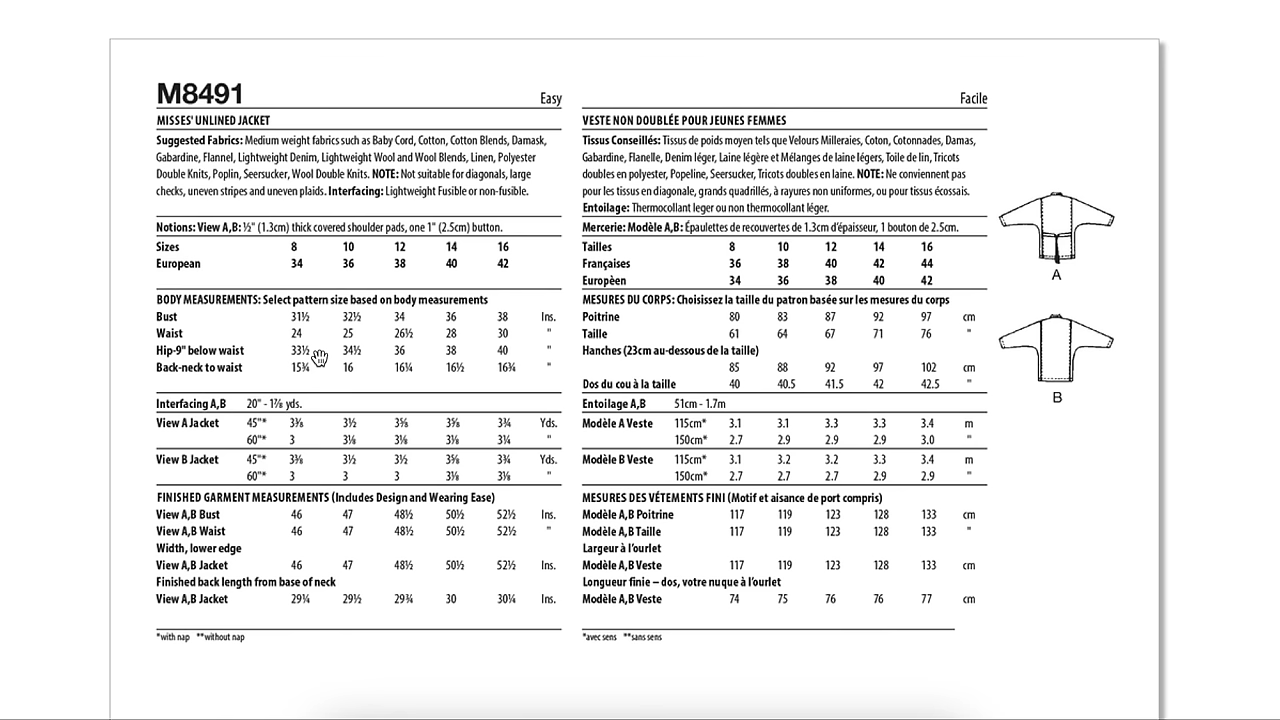 M8491 Easy
MISSES' UNLINED JACKET
Suggested Fabrics: Medium weight fabrics such as Baby Cord, Cotton, Cotton Blends, Damask,
Gabardine, Flannel, Lightweight Denim, Lightweight Wool and Wool Blends, Linen, Polyester
Double Knits, Poplin, Seersucker, Wool Double Knits. NOTE: Not suitable for diagonals, large
checks, uneven stripes and uneven plaids. Interfacing: Lightweight Fusible or non-fusible.
Notions: View A,B: ½" (1.3cm) thick covered shoulder pads, one 1" (2.5cm) button.
Sizes 8 10 12 14 16
European 34 36 38 40 42
BODY MEASUREMENTS: Select pattern size based on body measurements
Bust 31½ 32½ 34 36 38 Ins.
Waist 24 25 26½ 28 30 "
Hip-9" below waist 33½ 34½ 36 38 40 "
Back-neck to waist 15¾ 16 16¼ 16½ 16¾ "
Interfacing A,B 20" - 1⅞ yds.
View A Jacket 45"* 3⅜ 3½ 3⅝ 3⅝ 3¾ Yds.
60"* 3 3⅛ 3⅛ 3⅛ 3¼ "
View B Jacket 45"* 3⅜ 3½ 3½ 3⅝ 3¾ Yds.
60"* 3 3 3 3⅛ 3⅛ "
FINISHED GARMENT MEASUREMENTS (Includes Design and Wearing Ease)
View A,B Bust 46 47 48½ 50½ 52½ Ins.
View A,B Waist 46 47 48½ 50½ 52½ "
Width, lower edge
View A,B Jacket 46 47 48½ 50½ 52½ Ins.
Finished back length from base of neck
View A,B Jacket 29¼ 29½ 29¾ 30 30¼ Ins.
*with nap **without nap
Facile
VESTE NON DOUBLÉE POUR JEUNES FEMMES
Tissus Conseillés: Tissus de poids moyen tels que Velours Milleraies, Coton, Cotonnades, Damas,
Gabardine, Flanelle, Denim léger, Laine légère et Mélanges de laine légers, Toile de lin, Tricots
doubles en polyester, Popeline, Seersucker, Tricots doubles en laine. NOTE: Ne conviennent pas
pour les tissus en diagonale, grands quadrillés, à rayures non uniformes, ou pour tissus écossais.
Entoilage: Thermocollant leger ou non thermocollant léger.
Mercerie: Modèle A,B: Épaulettes de recouvertes de 1.3cm d'épaisseur, 1 bouton de 2.5cm.
Tailles 8 10 12 14 16
Françaises 36 38 40 42 44
Europèen 34 36 38 40 42
MESURES DU CORPS: Choisissez la taille du patron basée sur les mesures du corps
Poitrine 80 83 87 92 97 cm
Taille 61 64 67 71 76 "
Hanches (23cm au-dessous de la taille)
85 88 92 97 102 cm
Dos du cou à la taille 40 40.5 41.5 42 42.5 "
Entoilage A,B 51cm - 1.7m
Modèle A Veste 115cm* 3.1 3.1 3.3 3.3 3.4 m
150cm* 2.7 2.9 2.9 2.9 3.0 "
Modèle B Veste 115cm* 3.1 3.2 3.2 3.3 3.4 m
150cm* 2.7 2.7 2.7 2.9 2.9 "
MESURES DES VÉTEMENTS FINI (Motif et aisance de port compris)
Modèle A,B Poitrine 117 119 123 128 133 cm
Modèle A,B Taille 117 119 123 128 133 "
Largeur à l'ourlet
Modèle A,B Veste 117 119 123 128 133 cm
Longueur finie – dos, votre nuque à l'ourlet
Modèle A,B Veste 74 75 76 76 77 cm
*avec sens **sans sens
A
B